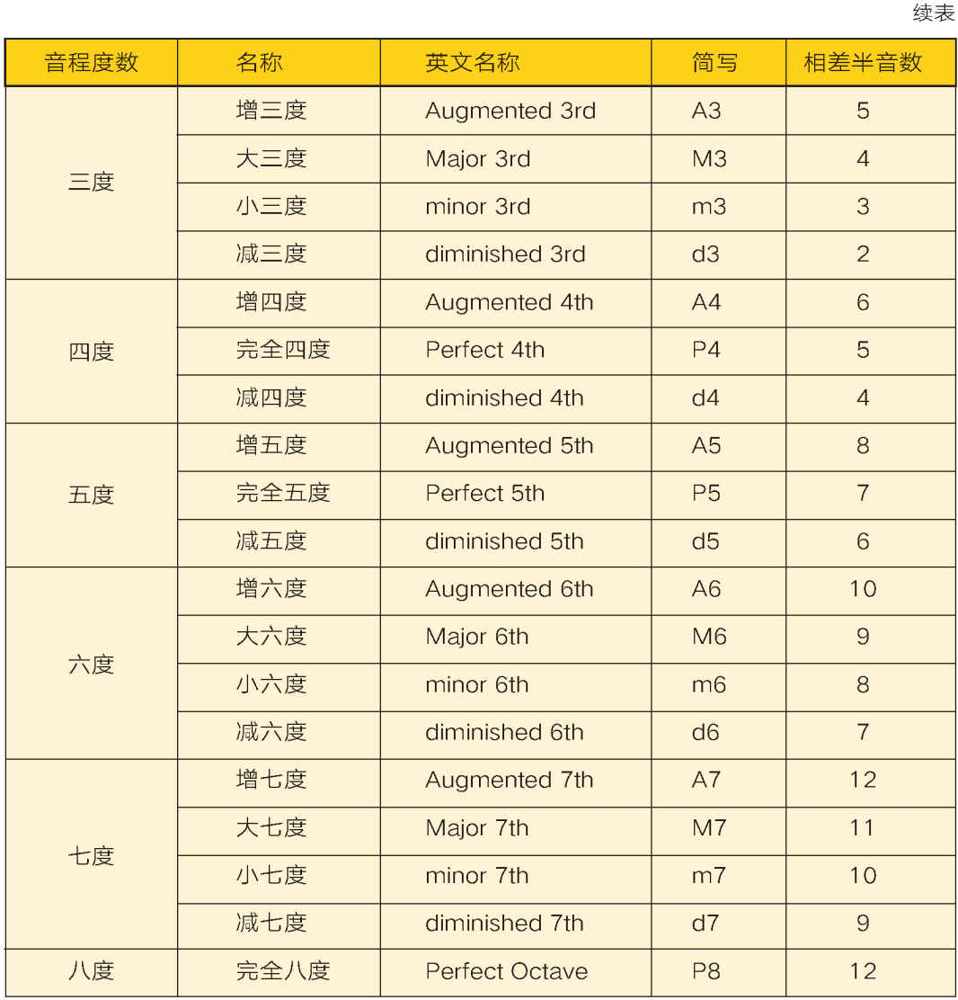 续表
音程度数 名称 英文名称 简写 相差半音数
三度 增三度 Augmented 3rd A3 5
大三度 Major 3rd M3 4
小三度 minor 3rd m3 3
减三度 diminished 3rd d3 2
四度 增四度 Augmented 4th A4 6
完全四度 Perfect 4th P4 5
减四度 diminished 4th d4 4
五度 增五度 Augmented 5th A5 8
完全五度 Perfect 5th P5 7
减五度 diminished 5th d5 6
六度 增六度 Augmented 6th A6 10
大六度 Major 6th M6 9
小六度 minor 6th m6 8
减六度 diminished 6th d6 7
七度 增七度 Augmented 7th A7 12
大七度 Major 7th M7 11
小七度 minor 7th m7 10
减七度 diminished 7th d7 9
八度 完全八度 Perfect Octave P8 12